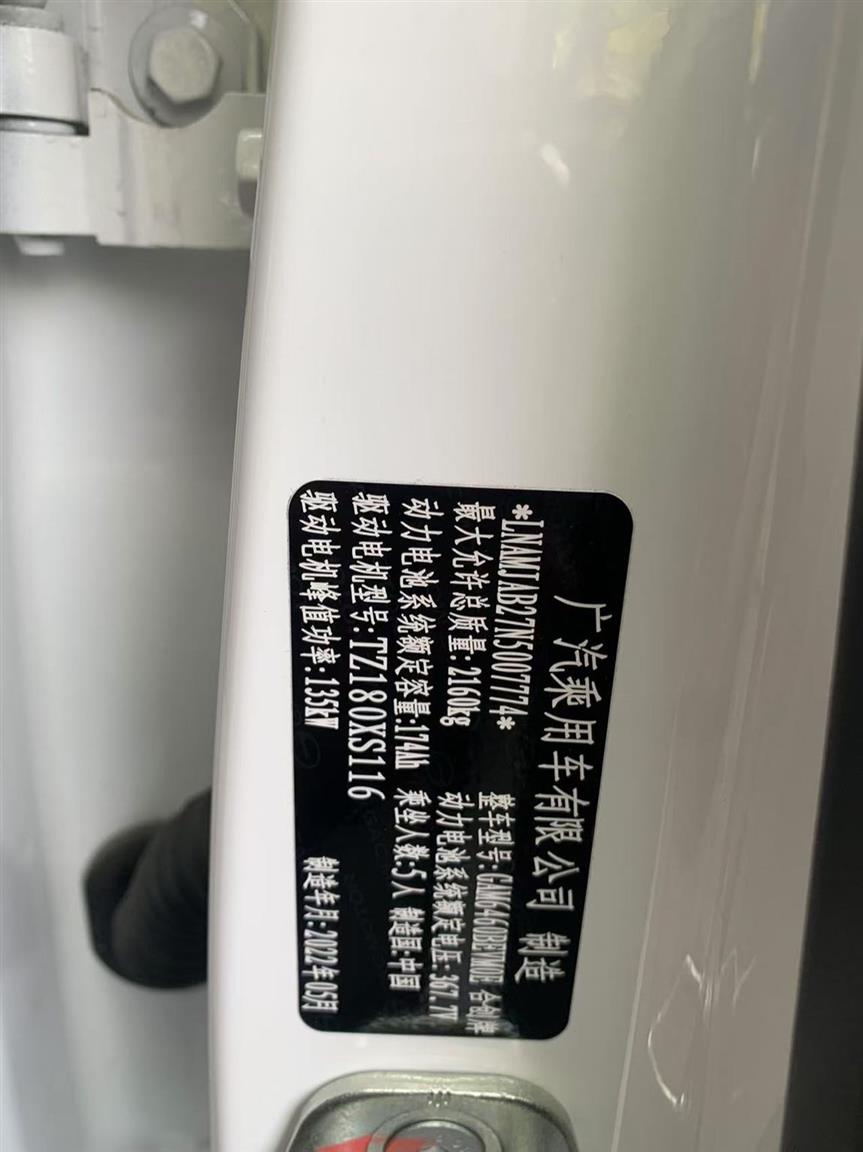 广汽乘用车有限公司 制造
*LNAMJAB27N5007774* 整车型号:GAM6460BEVW0E 合创牌
最大允许总质量:2160kg 动力电池系统额定电压:367.7V
动力电池系统额定容量:174Ah 乘坐人数:5人 制造国:中国
驱动电机型号:TZ180XS116
驱动电机峰值功率:135kW 制造年月:2022年05月